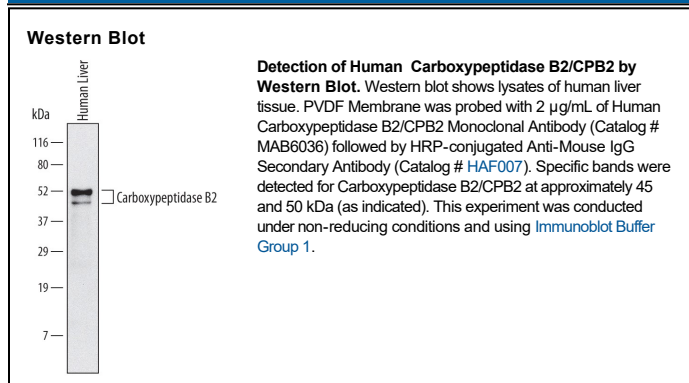 Western Blot
Human Liver
kDa
116
80
52
37
29
19
7
Carboxypeptidase B2
Detection of Human Carboxypeptidase B2/CPB2 by
Western Blot. Western blot shows lysates of human liver
tissue. PVDF Membrane was probed with 2 µg/mL of Human
Carboxypeptidase B2/CPB2 Monoclonal Antibody (Catalog #
MAB6036) followed by HRP-conjugated Anti-Mouse IgG
Secondary Antibody (Catalog # HAF007). Specific bands were
detected for Carboxypeptidase B2/CPB2 at approximately 45
and 50 kDa (as indicated). This experiment was conducted
under non-reducing conditions and using Immunoblot Buffer
Group 1.